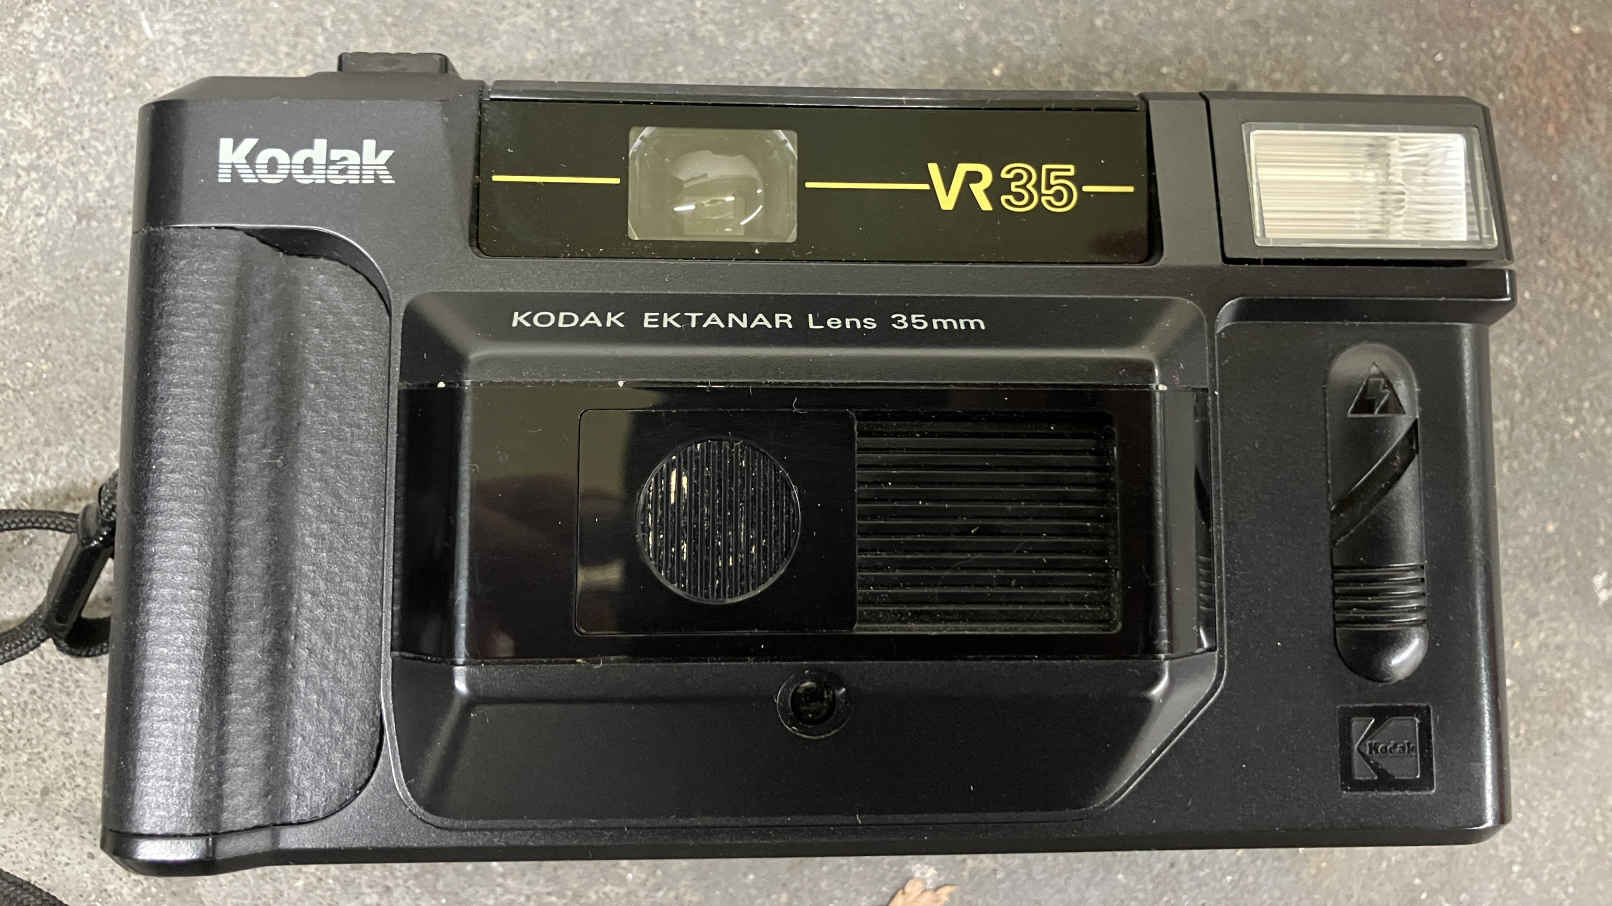 Kodak
VR35
KODAK EKTANAR Lens 35mm
Kodak